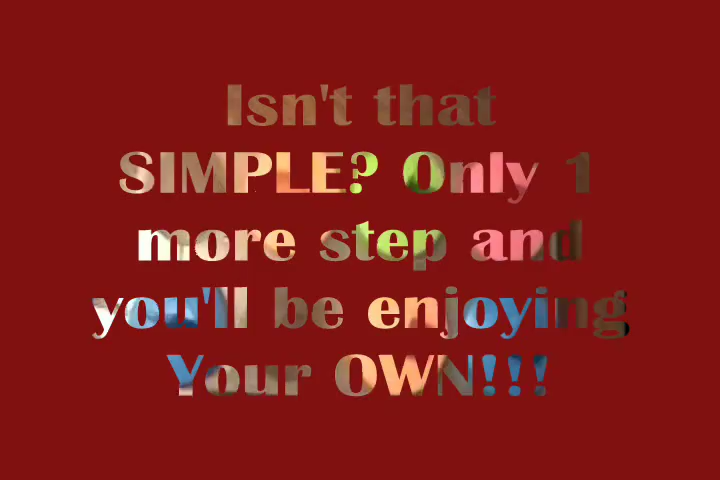 Isn't that
SIMPLE? Only 1
more step and
you'll be enjoying
Your OWN!!!